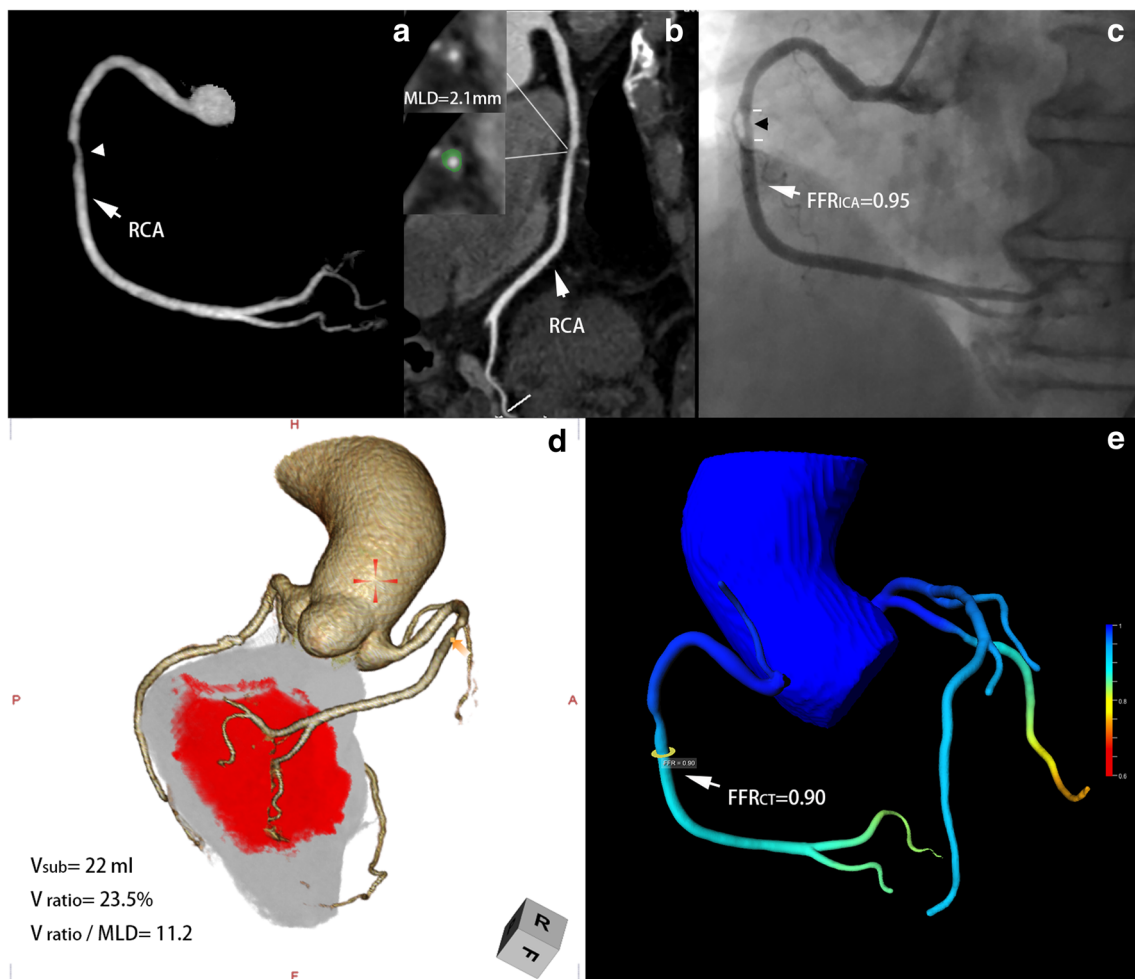 a
b
c
MLD=2.1mm
RCA
RCA
FFRICA=0.95
d
H
P
A
F
Vsub= 22 ml
V ratio= 23.5%
V ratio / MLD= 11.2
R
F
e
FFR = 0.90
FFRCT=0.90
1
0.8
0.6